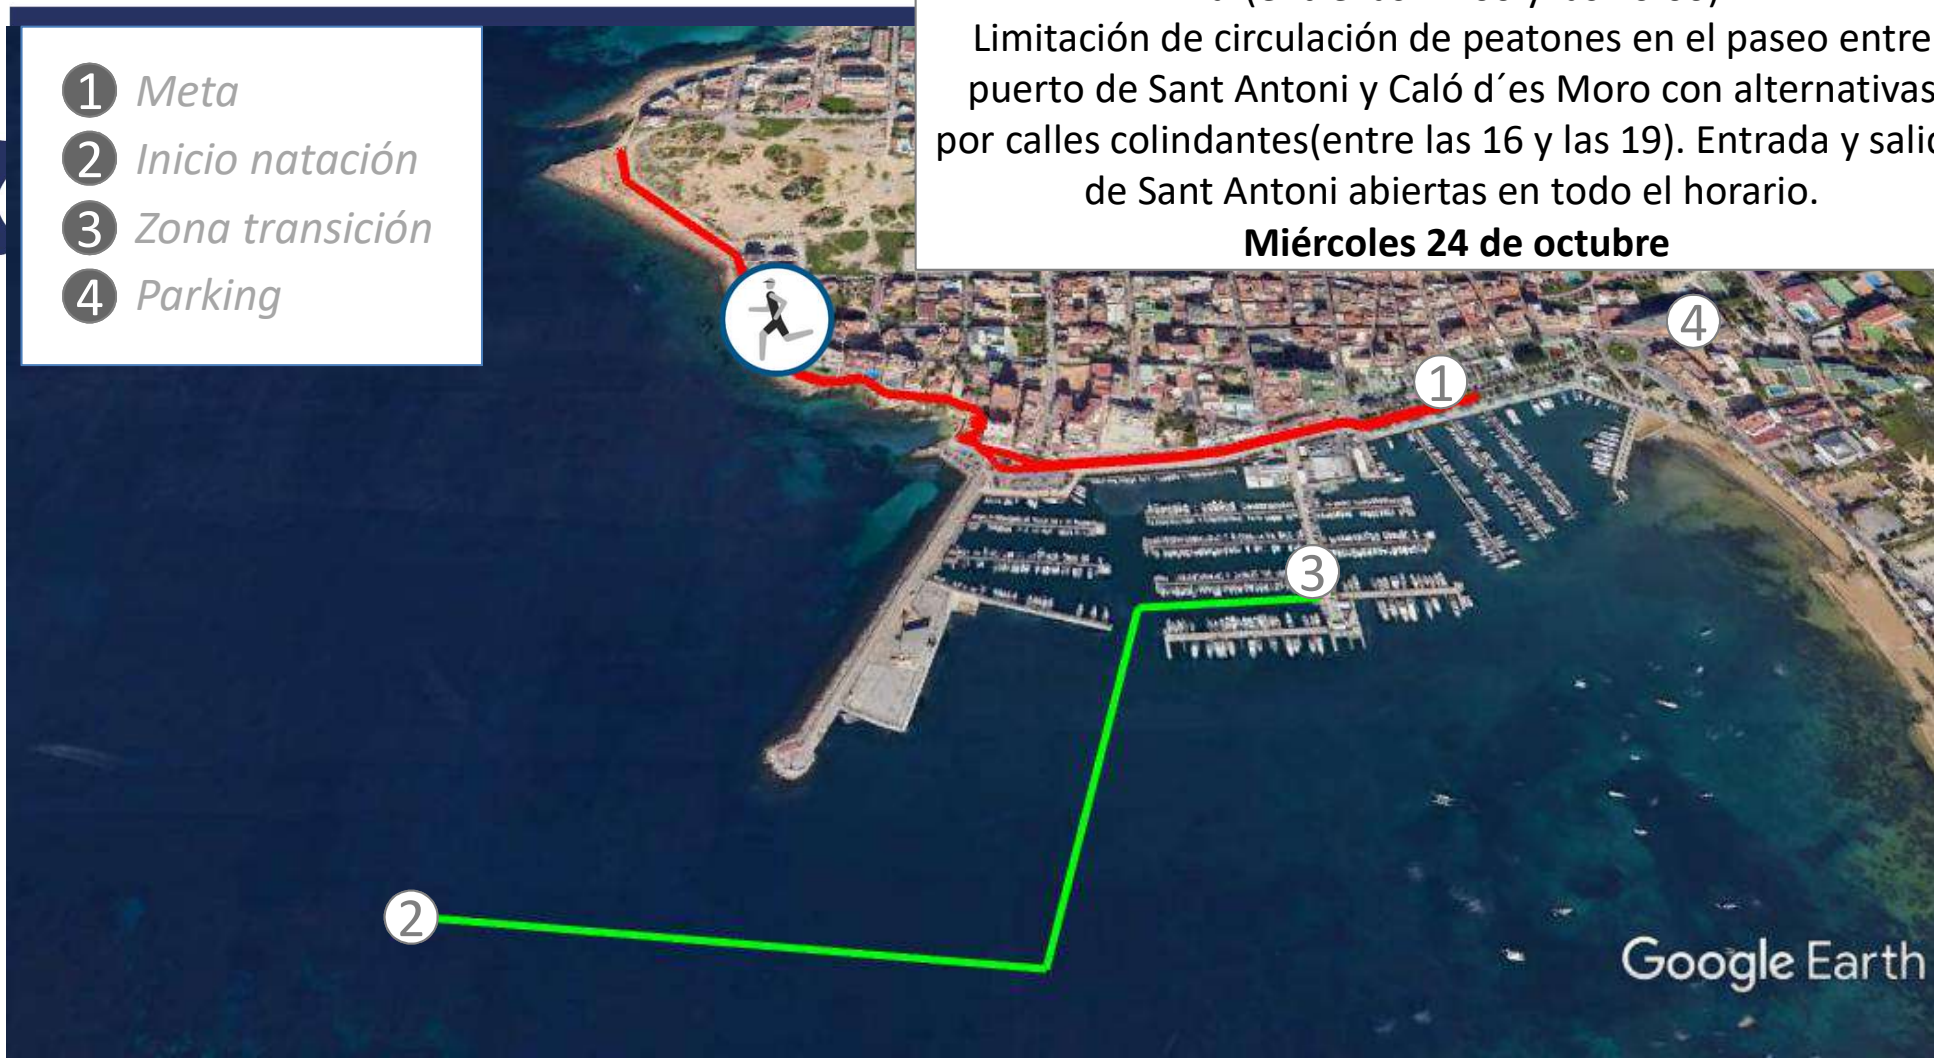 1 Meta
2 Inicio natación
3 Zona transición
4 Parking
Limitación de circulación de peatones en el paseo entre
puerto de Sant Antoni y Caló d´es Moro con alternativas
por calles colindantes(entre las 16 y las 19). Entrada y
de Sant Antoni abiertas en todo el horario.
Miércoles 24 de octubre
4
1
3
2
Google Earth